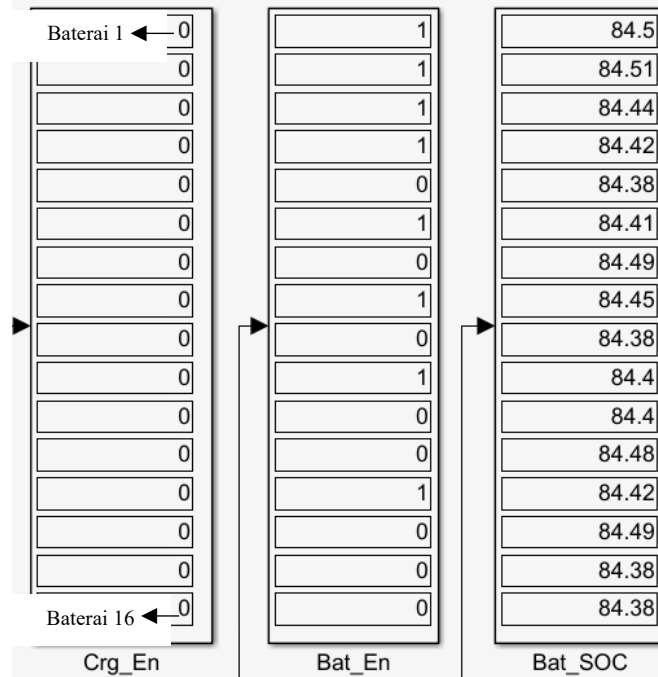 Baterai 1 0 1 84.5
0 1 84.51
0 1 84.44
0 1 84.42
0 0 84.38
0 1 84.41
0 0 84.49
0 1 84.45
0 0 84.38
0 1 84.4
0 0 84.4
0 0 84.48
0 1 84.42
0 0 84.49
0 0 84.38
Baterai 16 0 0 84.38
Crg_En Bat_En Bat_SOC